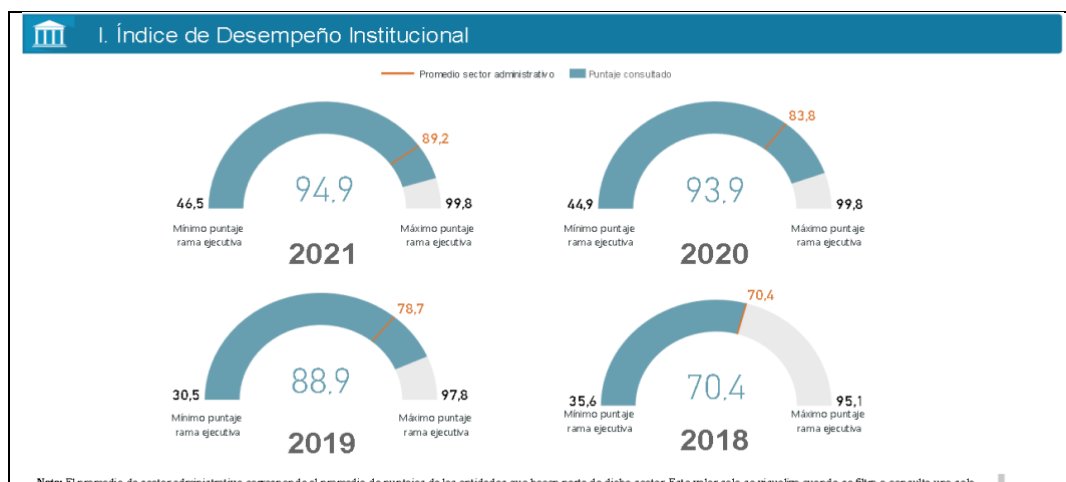 I. Índice de Desempeño Institucional
Promedio sector administrativo
Puntaje consultado
89,2
94.9
46,5
99,8
Mínimo puntaje
rama ejecutiva
Máximo puntaje
rama ejecutiva
2021
83,8
93.9
44,9
99,8
Mínimo puntaje
rama ejecutiva
Máximo puntaje
rama ejecutiva
2020
78,7
88.9
30,5
97,8
Mínimo puntaje
rama ejecutiva
Máximo puntaje
rama ejecutiva
2019
70,4
70.4
35,6
95,1
Mínimo puntaje
rama ejecutiva
Máximo puntaje
rama ejecutiva
2018